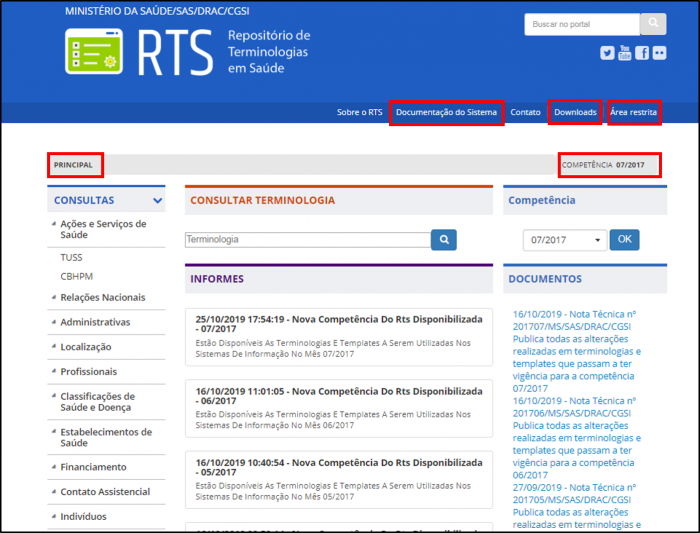 MINISTÉRIO DA SAÚDE/SAS/DRAC/CGSI
RTS
Repositório de
Terminologias
em Saúde
Buscar no portal
You
Tube
Sobre o RTS
Documentação do Sistema
Contato
Downloads
Área restrita
PRINCIPAL
COMPETÊNCIA 07/2017
CONSULTAS
Ações e Serviços de
Saúde
TUSS
CBHPM
Relações Nacionais
Administrativas
Localização
Profissionais
Classificações de
Saúde e Doença
Estabelecimentos de
Saúde
Financiamento
Contato Assistencial
Indivíduos
CONSULTAR TERMINOLOGIA
Terminologia
INFORMES
25/10/2019 17:54:19 - Nova Competência Do Rts Disponibilizada
- 07/2017
Estão Disponíveis As Terminologias E Templates A Serem Utilizadas Nos
Sistemas De Informação No Mês 07/2017
16/10/2019 11:01:05 - Nova Competência Do Rts Disponibilizada
- 06/2017
Estão Disponíveis As Terminologias E Templates A Serem Utilizadas Nos
Sistemas De Informação No Mês 06/2017
16/10/2019 10:40:54 - Nova Competência Do Rts Disponibilizada
- 05/2017
Estão Disponíveis As Terminologias E Templates A Serem Utilizadas Nos
Sistemas De Informação No Mês 05/2017
Competência
07/2017
OK
DOCUMENTOS
16/10/2019 - Nota Técnica nº
201707/MS/SAS/DRAC/CGSI
Publica todas as alterações
realizadas em terminologias e
templates que passam a ter
vigência para a competência
07/2017
16/10/2019 - Nota Técnica nº
201706/MS/SAS/DRAC/CGSI
Publica todas as alterações
realizadas em terminologias e
templates que passam a ter
vigência para a competência
06/2017
27/09/2019 - Nota Técnica nº
201705/MS/SAS/DRAC/CGSI
Publica todas as alterações
realizadas em terminologias e